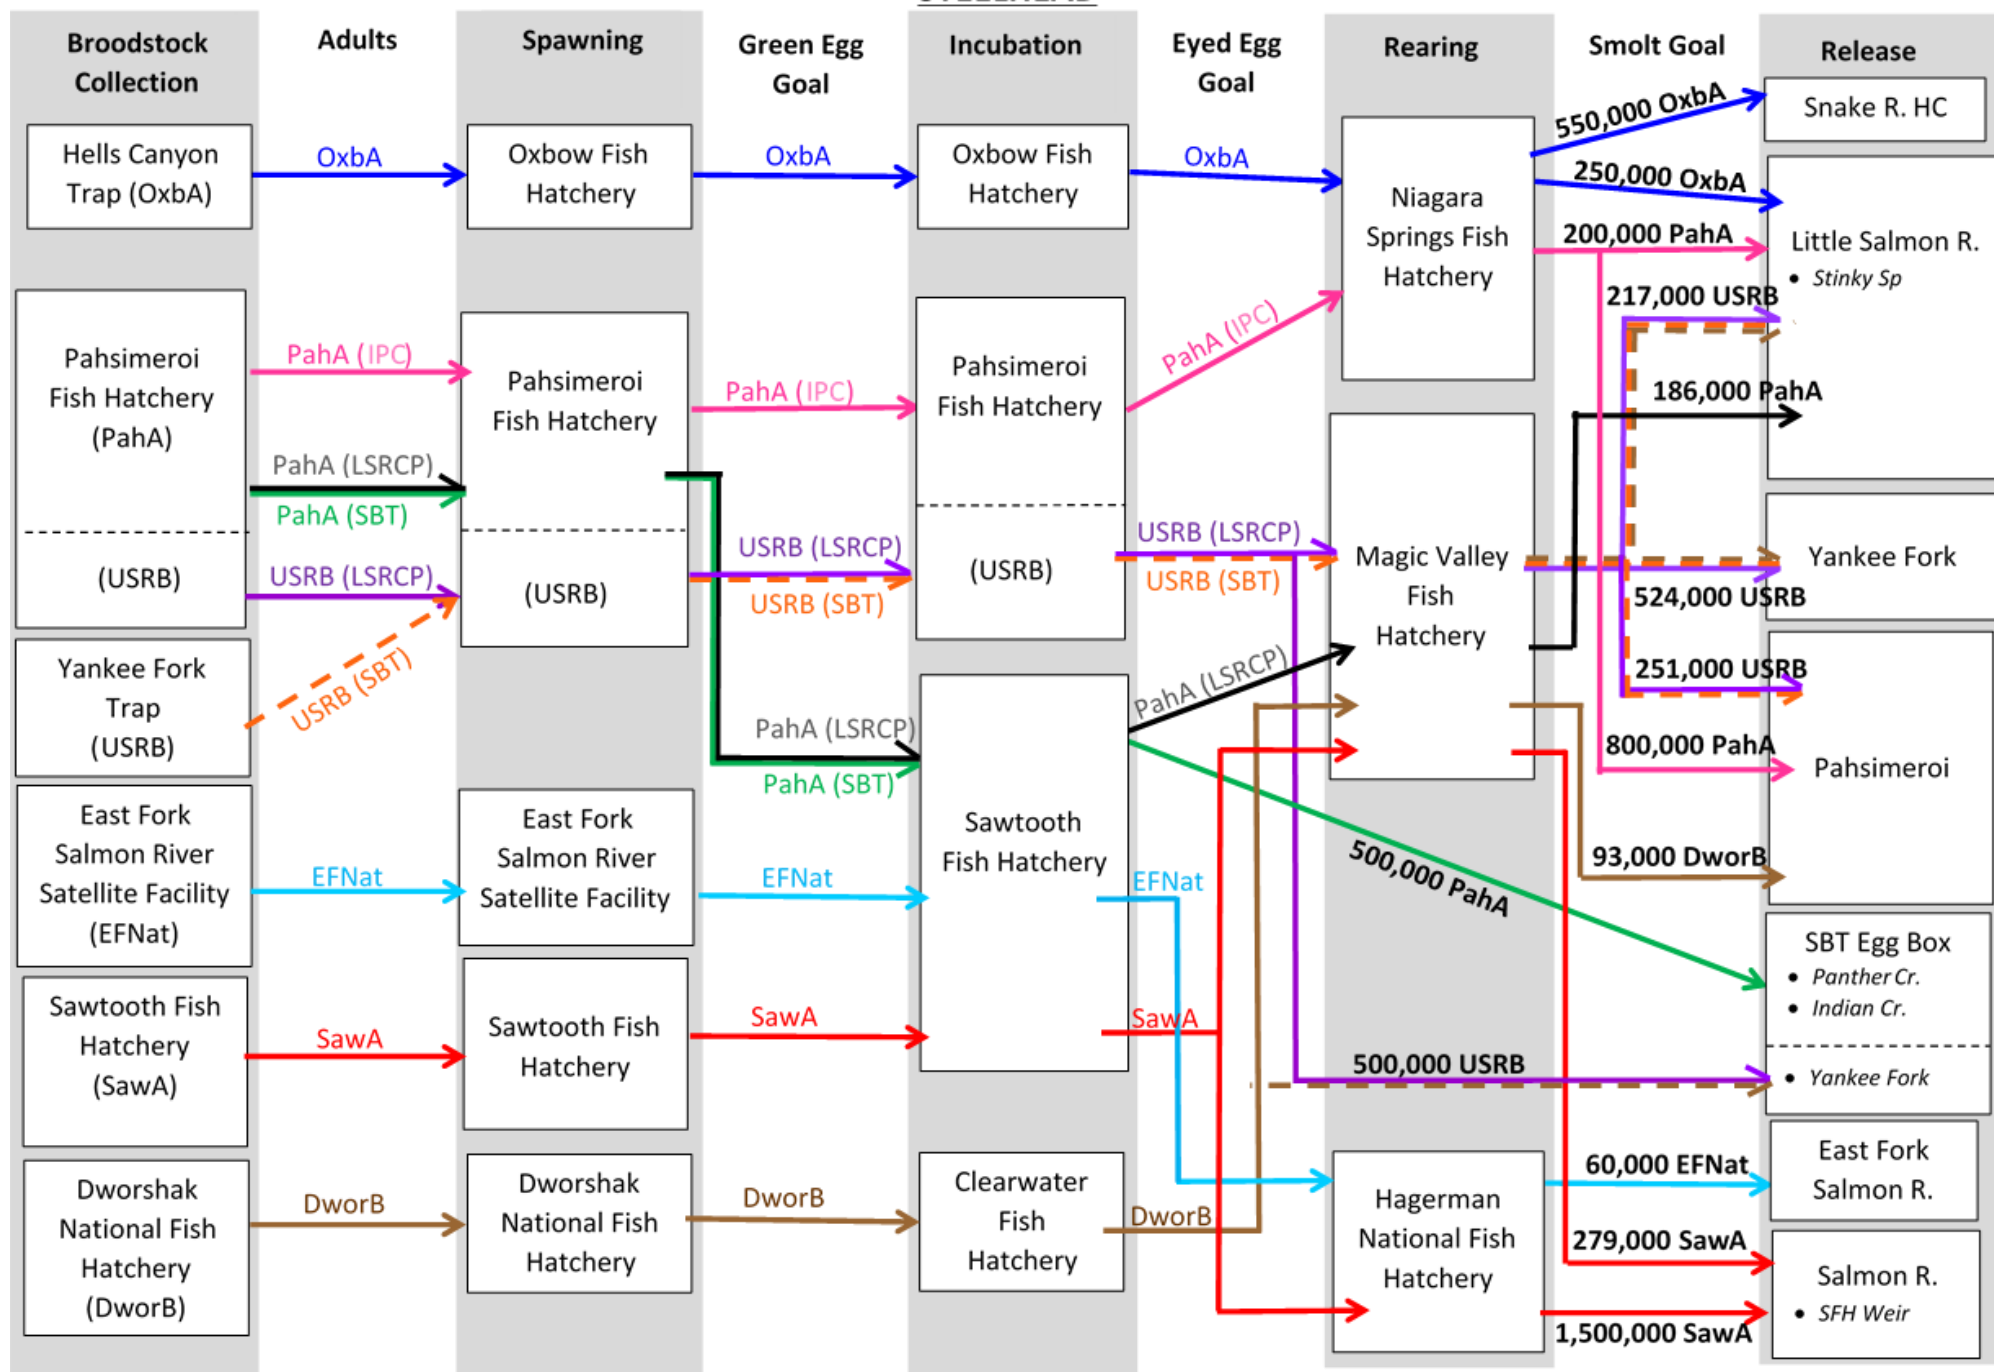 Broodstock
Collection
Adults
Spawning
Green Egg
Goal
Incubation
Eyed Egg
Goal
Rearing
Smolt Goal
Release
Hells Canyon
Trap (OxbA)
OxbA
Oxbow Fish
Hatchery
OxbA
Oxbow Fish
Hatchery
OxbA
Niagara
Springs Fish
Hatchery
550,000 OxbA
250,000 OxbA
200,000 PahA
Snake R. HC
Little Salmon R.
• Stinky Sp
217,000 USRB
186,000 PahA
Pahsimeroi
Fish Hatchery
(PahA)
(USRB)
PahA (IPC)
PahA (LSRCP)
PahA (SBT)
USRB (LSRCP)
USRB (SBT)
Pahsimeroi
Fish Hatchery
(USRB)
PahA (IPC)
USRB (LSRCP)
USRB (SBT)
PahA (LSRCP)
PahA (SBT)
Pahsimeroi
Fish Hatchery
(USRB)
PahA (IPC)
USRB (LSRCP)
USRB (SBT)
PahA (LSRCP)
Magic Valley
Fish
Hatchery
Yankee Fork
524,000 USRB
251,000 USRB
800,000 PahA
Pahsimeroi
93,000 DworB
Yankee Fork
Trap
(USRB)
East Fork
Salmon River
Satellite Facility
(EFNat)
EFNat
East Fork
Salmon River
Satellite Facility
EFNat
Sawtooth
Fish Hatchery
EFNat
500,000 PahA
SBT Egg Box
• Panther Cr.
• Indian Cr.
• Yankee Fork
500,000 USRB
Sawtooth Fish
Hatchery
(SawA)
SawA
Sawtooth Fish
Hatchery
SawA
SawA
Dworshak
National Fish
Hatchery
(DworB)
DworB
Dworshak
National Fish
Hatchery
DworB
Clearwater
Fish
Hatchery
DworB
Hagerman
National Fish
Hatchery
60,000 EFNat
East Fork
Salmon R.
279,000 SawA
1,500,000 SawA
Salmon R.
• SFH Weir